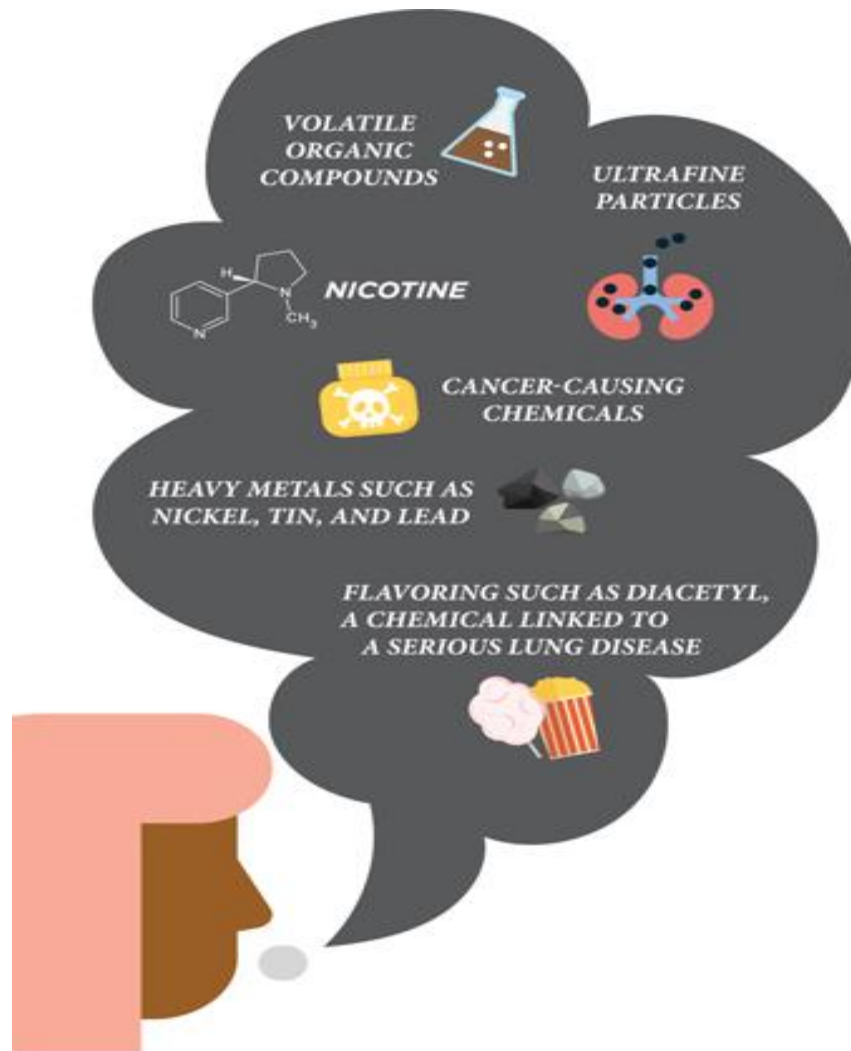 VOLATILE
ORGANIC
COMPOUNDS
ULTRAFINE
PARTICLES
H
N
CH₃
N
NICOTINE
CANCER-CAUSING
CHEMICALS
HEAVY METALS SUCH AS
NICKEL, TIN, AND LEAD
FLAVORING SUCH AS DIACETYL,
A CHEMICAL LINKED TO
A SERIOUS LUNG DISEASE